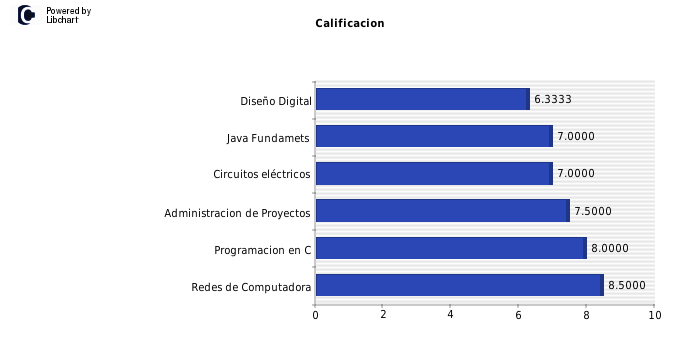 Powered by
Libchart
Calificacion
Diseño Digital 6.3333
Java Fundamets 7.0000
Circuitos eléctricos 7.0000
Administracion de Proyectos 7.5000
Programacion en C 8.0000
Redes de Computadora 8.5000
0 2 4 6 8 10